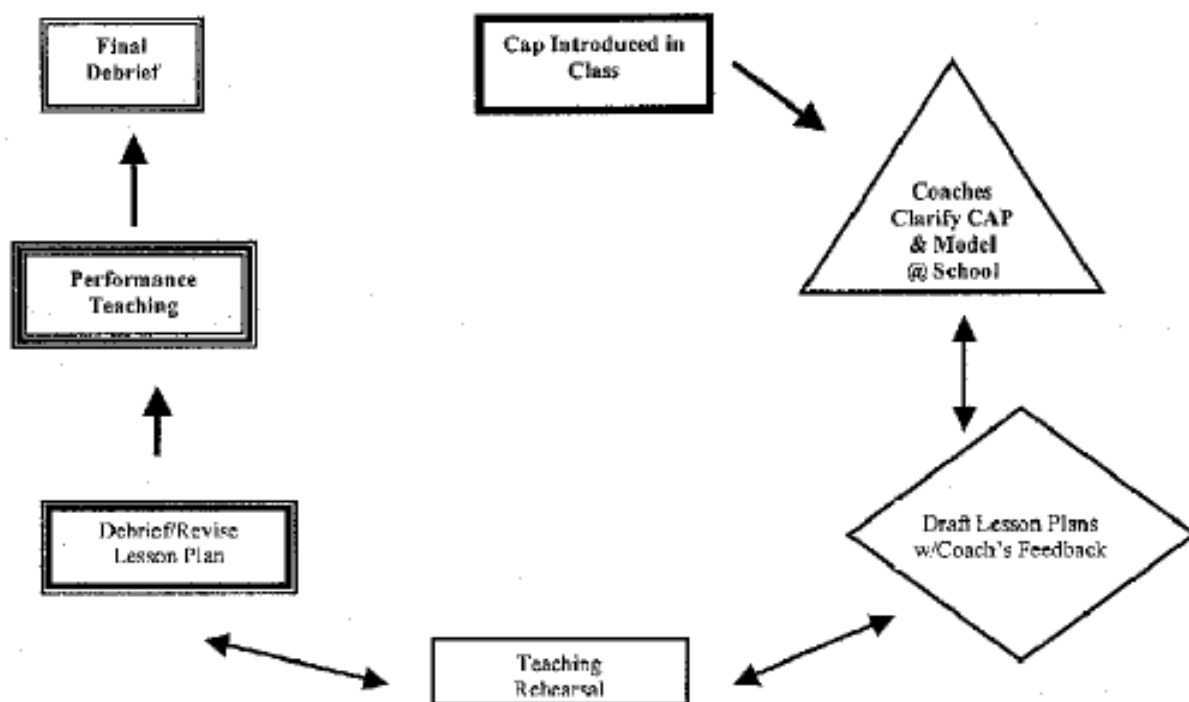 Final
Debrief
Cap Introduced in
Class
Coaches
Clarify CAP
& Model
@ School
Performance
Teaching
Debrief/Revise
Lesson Plan
Draft Lesson Plans
w/Coach's Feedback
Teaching
Rehearsal